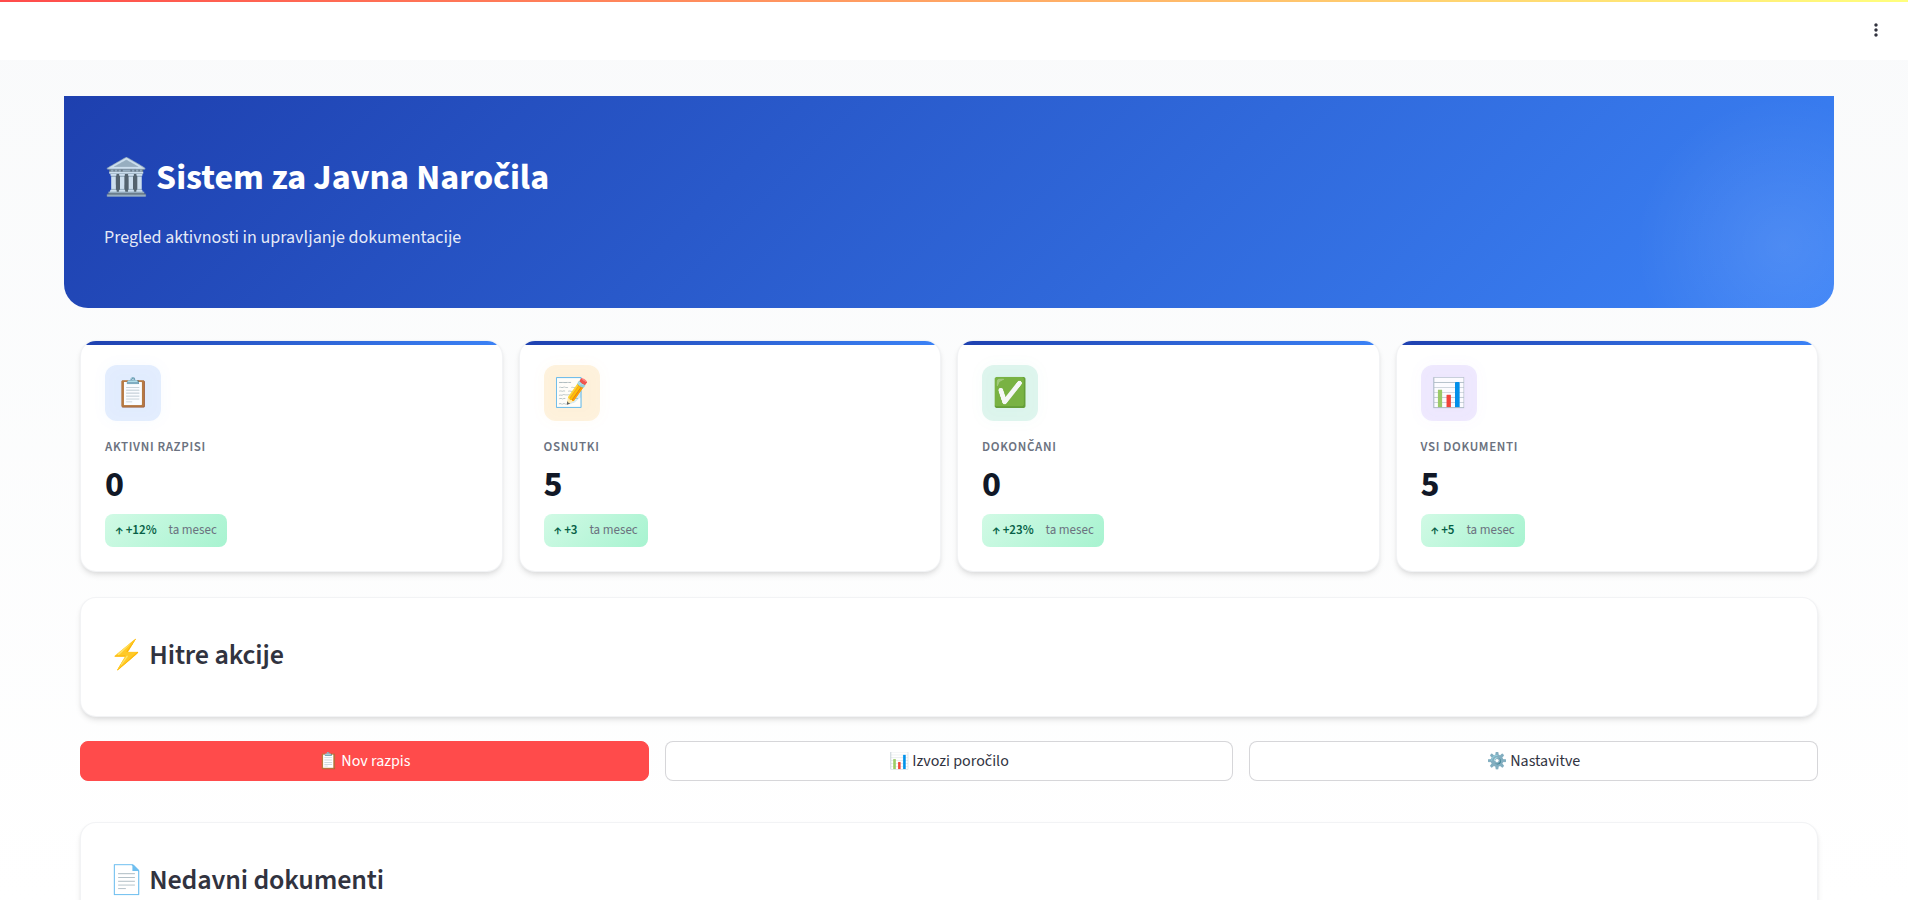 Sistem za Javna Naročila
Pregled aktivnosti in upravljanje dokumentacije
AKTIVNI RAZPISI
0
↑ +12% ta mesec
OSNUTKI
5
↑ +3 ta mesec
DOKONČANI
0
↑ +23% ta mesec
VSI DOKUMENTI
5
↑ +5 ta mesec
Hitre akcije
Nov razpis
Izvozi poročilo
Nastavitve
Nedavni dokumenti